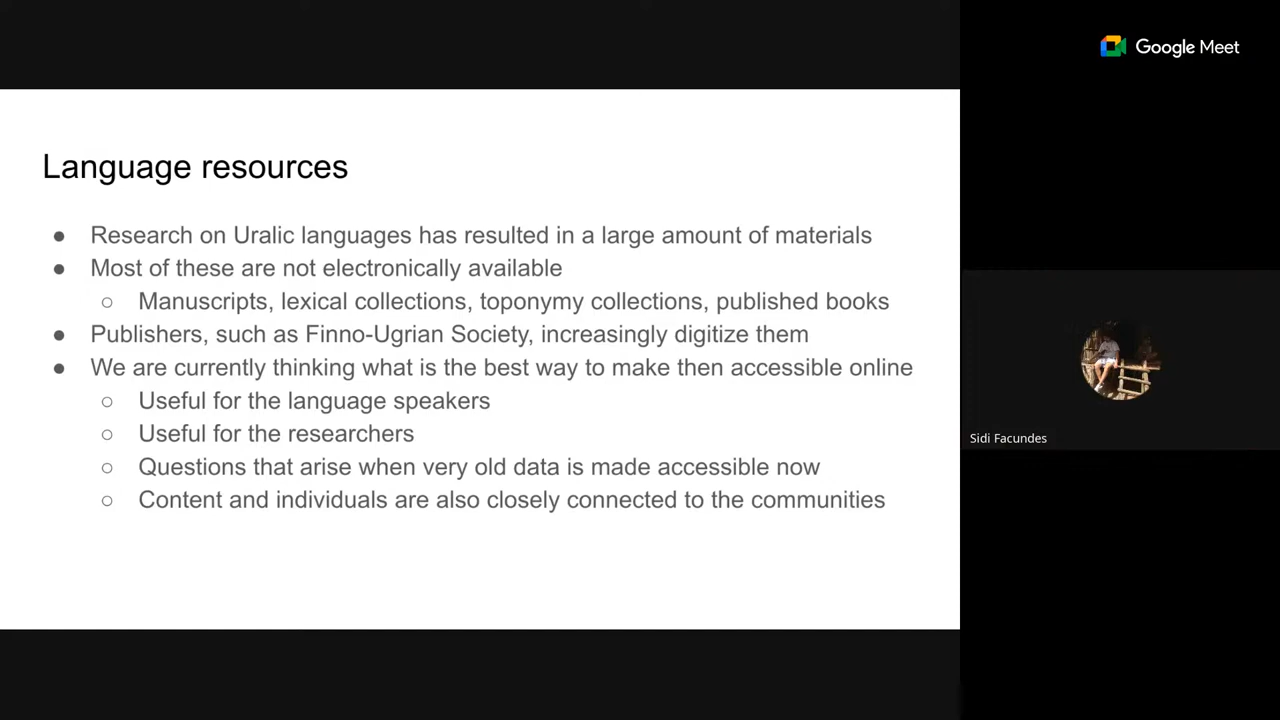 Google Meet
Language resources
● Research on Uralic languages has resulted in a large amount of materials
● Most of these are not electronically available
○ Manuscripts, lexical collections, toponymy collections, published books
● Publishers, such as Finno-Ugrian Society, increasingly digitize them
● We are currently thinking what is the best way to make then accessible online
○ Useful for the language speakers
○ Useful for the researchers
○ Questions that arise when very old data is made accessible now
○ Content and individuals are also closely connected to the communities
Sidi Facundes